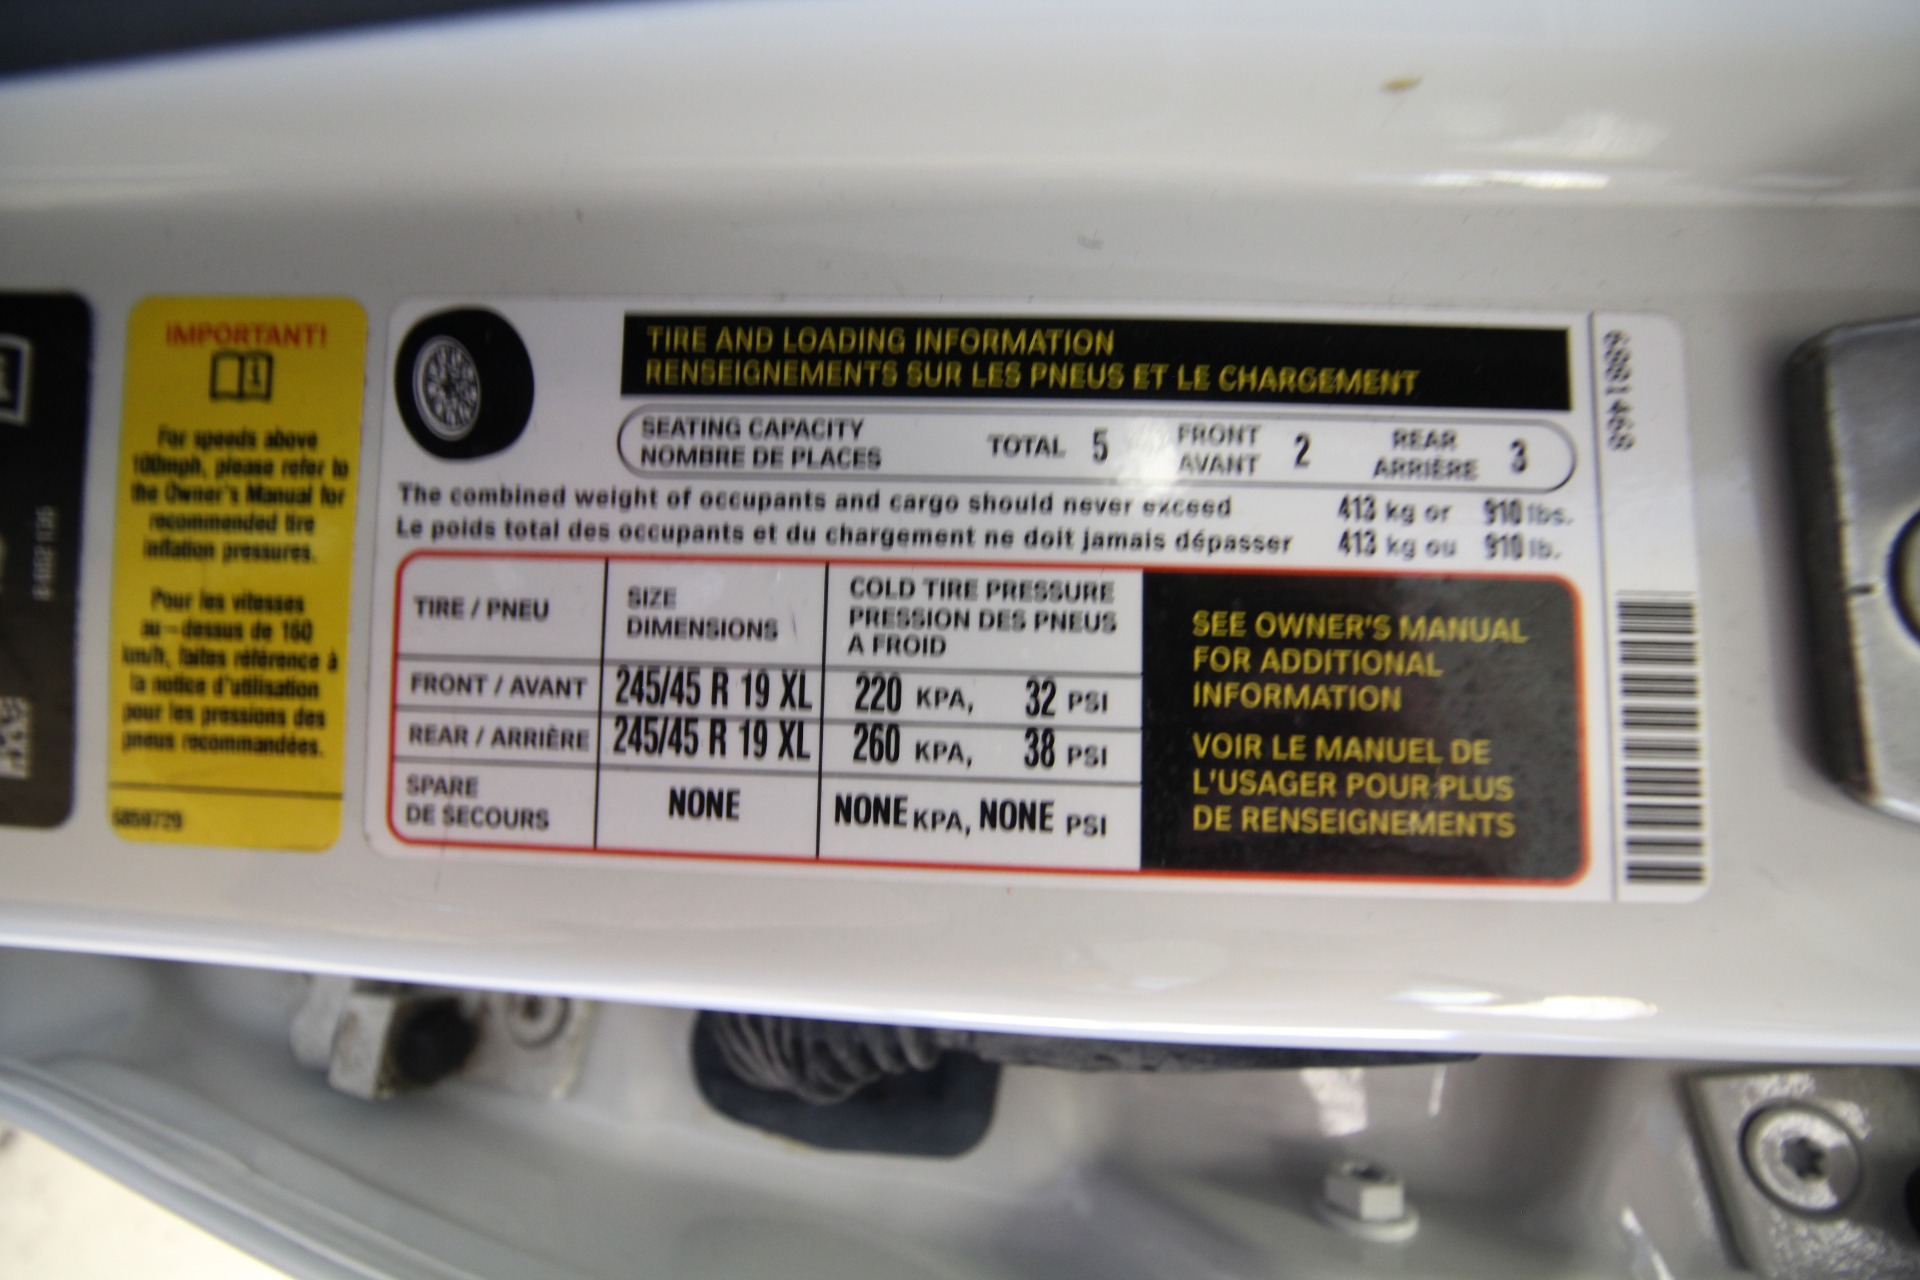 IMPORTANT!
For speeds above
100mph, please refer to
the Owner's Manual for
recommended tire
inflation pressures.
Pour les vitesses
au-dessus de 160
km/h, faites référence à
la notice d'utilisation
pour les pressions des
pneus recommandées.
6858729
TIRE AND LOADING INFORMATION
RENSEIGNEMENTS SUR LES PNEUS ET LE CHARGEMENT
SEATING CAPACITY
NOMBRE DE PLACES
TOTAL 5
FRONT
AVANT 2
REAR
ARRIÈRE 3
The combined weight of occupants and cargo should never exceed 413 kg or 910 lbs.
Le poids total des occupants et du chargement ne doit jamais dépasser 413 kg ou 910 lb.
TIRE / PNEU
SIZE
DIMENSIONS
COLD TIRE PRESSURE
PRESSION DES PNEUS
A FROID
FRONT / AVANT 245/45 R 19 XL 220 KPA, 32 PSI
REAR / ARRIÈRE 245/45 R 19 XL 260 KPA, 38 PSI
SPARE
DE SECOURS
NONE NONE KPA, NONE PSI
SEE OWNER'S MANUAL
FOR ADDITIONAL
INFORMATION
VOIR LE MANUEL DE
L'USAGER POUR PLUS
DE RENSEIGNEMENTS
6881468